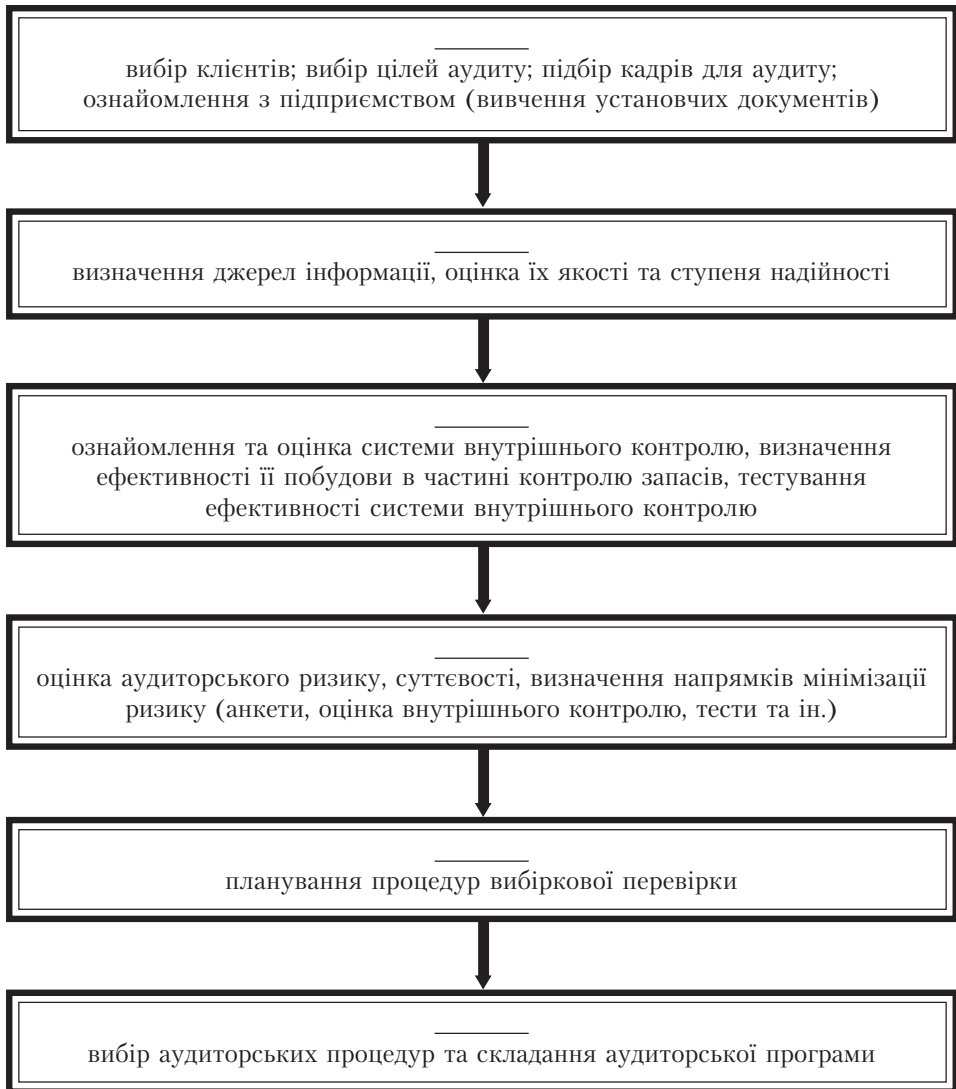 вибір клієнтів; вибір цілей аудиту; підбір кадрів для аудиту;
ознайомлення з підприємством (вивчення установчих документів)
визначення джерел інформації, оцінка їх якості та ступеня надійності
ознайомлення та оцінка системи внутрішнього контролю, визначення
ефективності її побудови в частині контролю запасів, тестування
ефективності системи внутрішнього контролю
оцінка аудиторського ризику, суттєвості, визначення напрямків мінімізації
ризику (анкети, оцінка внутрішнього контролю, тести та ін.)
планування процедур вибіркової перевірки
вибір аудиторських процедур та складання аудиторської програми